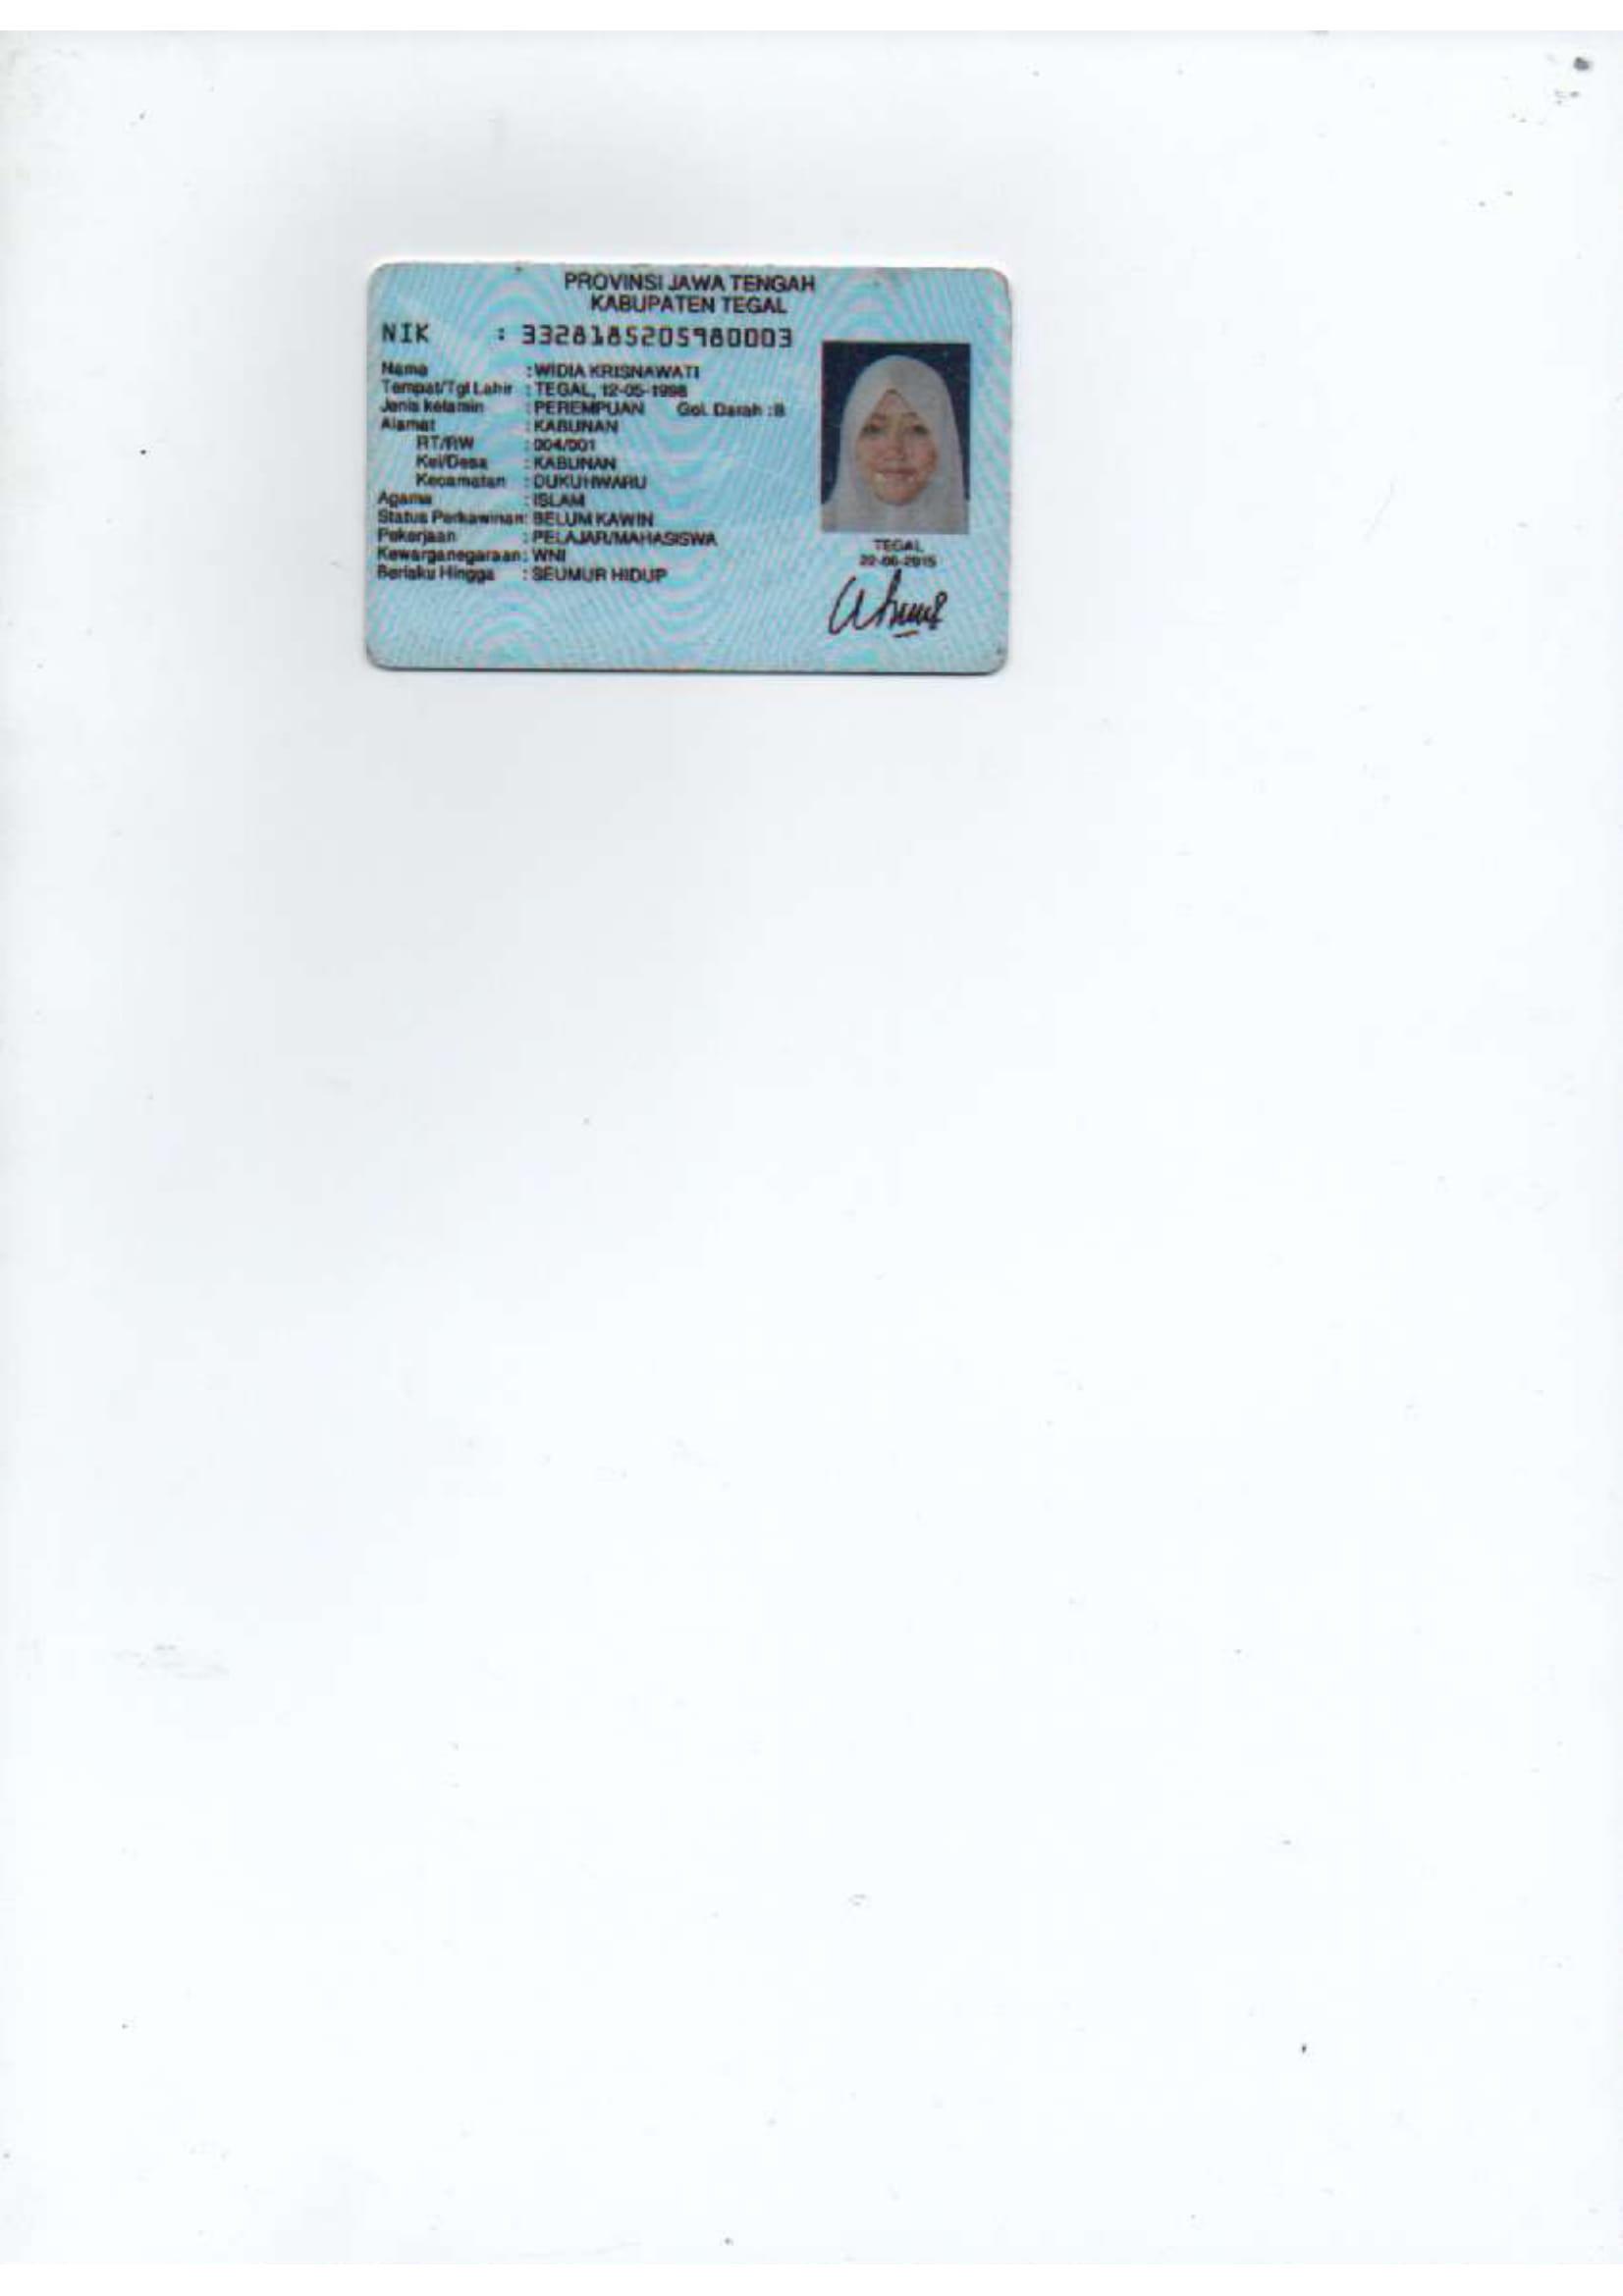 PROVINSI JAWA TENGAH
KABUPATEN TEGAL
NIK : 3328185205980003
Nama : WIDIA KRISNAWATI
Tempat/Tgl Lahir : TEGAL, 12-05-1998
Jenis kelamin : PEREMPUAN Gol. Darah : B
Alamat : KABUNAN
RT/RW : 004/001
Kel/Desa : KABUNAN
Kecamatan : DUKUHWARU
Agama : ISLAM
Status Perkawinan: BELUM KAWIN
Pekerjaan : PELAJAR/MAHASISWA
Kewarganegaraan: WNI
Berlaku Hingga : SEUMUR HIDUP
TEGAL
22-06-2015